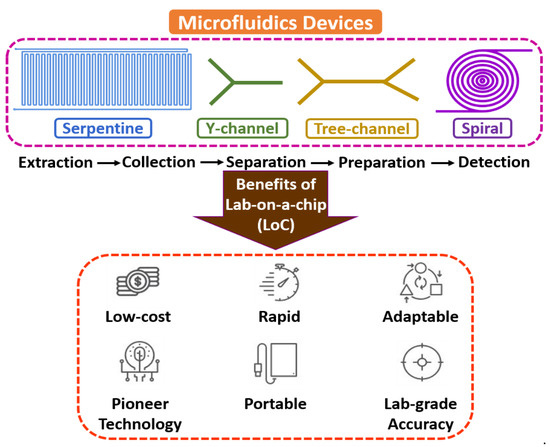 Microfluidics Devices
Serpentine
Y-channel
Tree-channel
Spiral
Extraction → Collection → Separation → Preparation → Detection
Benefits of
Lab-on-a-chip
(LoC)
$
Low-cost
Rapid
Adaptable
Pioneer
Technology
Portable
Lab-grade
Accuracy
.